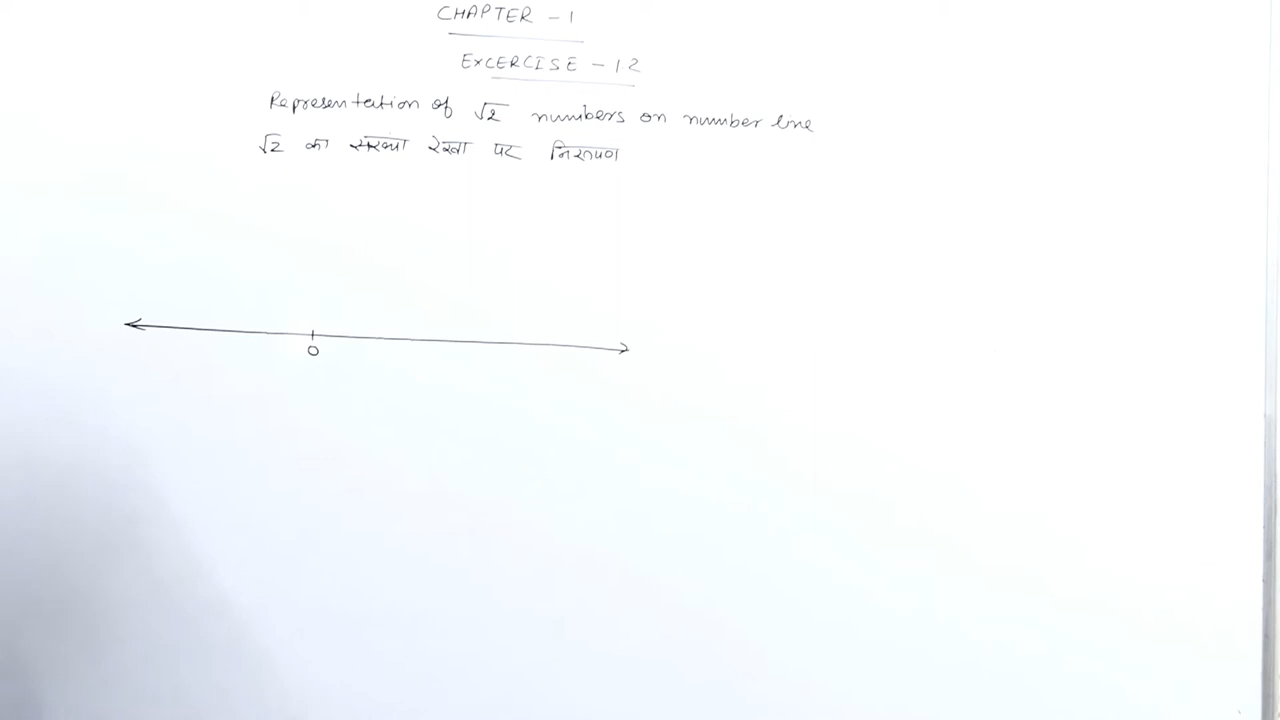 CHAPTER - 1
EXCERCISE - 1 2
Representation of √2 numbers on number line
√2 का संख्या रेखा पर निरूपण
0